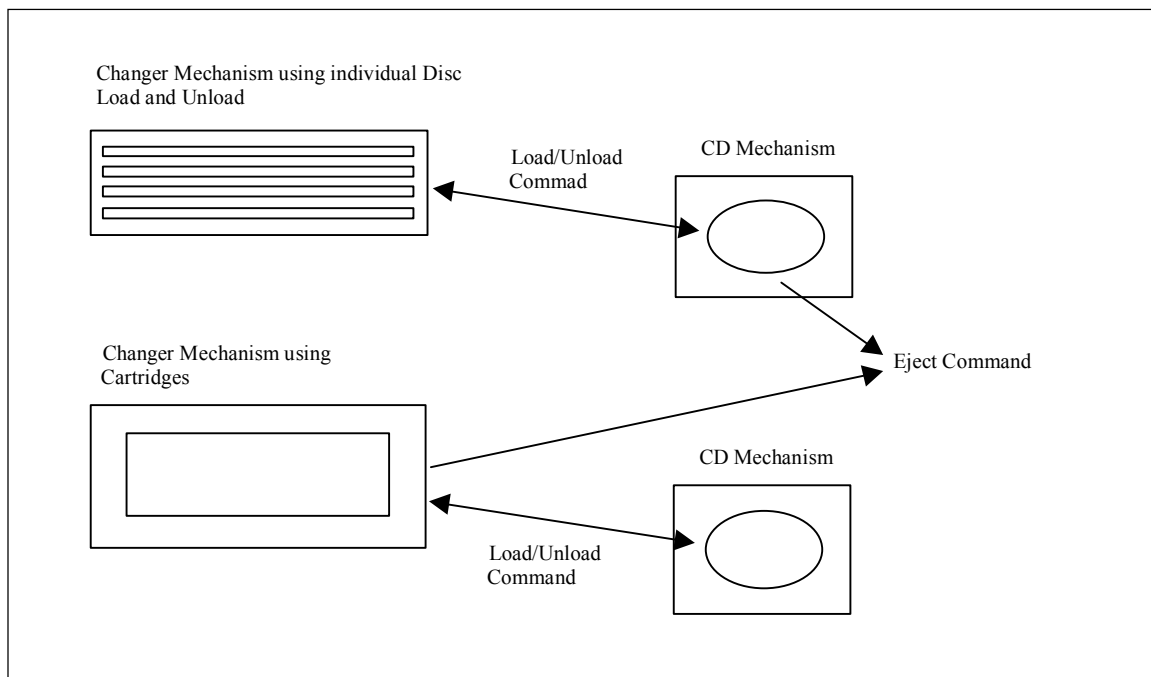 Changer Mechanism using individual Disc
Load and Unload
Load/Unload
Commad
CD Mechanism
Changer Mechanism using
Cartridges
Eject Command
CD Mechanism
Load/Unload
Command